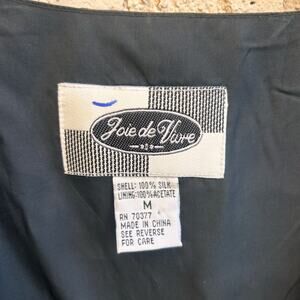 Joie de Vivre
SHELL: 100% SILK
LINING: 100% ACETATE
M
RN 70377
MADE IN CHINA
SEE REVERSE
FOR CARE